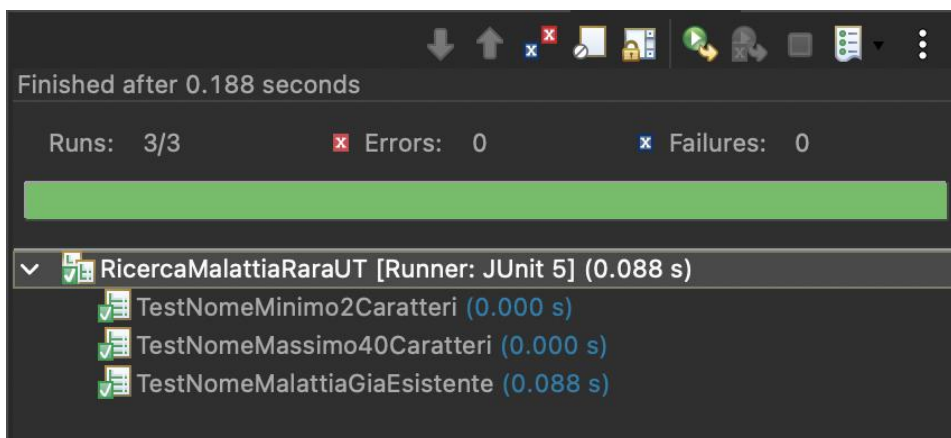 Finished after 0.188 seconds
Runs: 3/3 Errors: 0 Failures: 0
RicercaMalattiaRaraUT [Runner: JUnit 5] (0.088 s)
TestNomeMinimo2Caratteri (0.000 s)
TestNomeMassimo40Caratteri (0.000 s)
TestNomeMalattiaGiaEsistente (0.088 s)